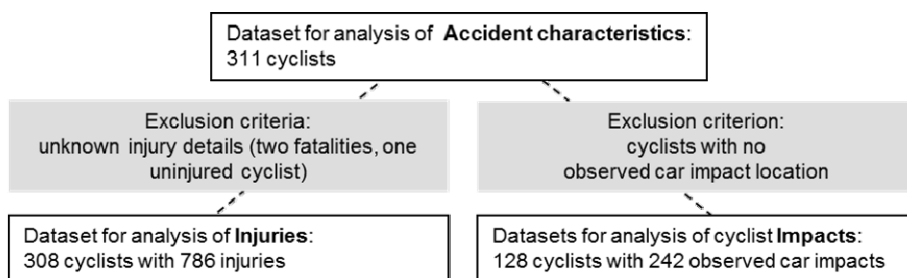 Dataset for analysis of Accident characteristics:
311 cyclists
Exclusion criteria:
unknown injury details (two fatalities, one
uninjured cyclist)
Exclusion criterion:
cyclists with no
observed car impact location
Dataset for analysis of Injuries:
308 cyclists with 786 injuries
Datasets for analysis of cyclist Impacts:
128 cyclists with 242 observed car impacts